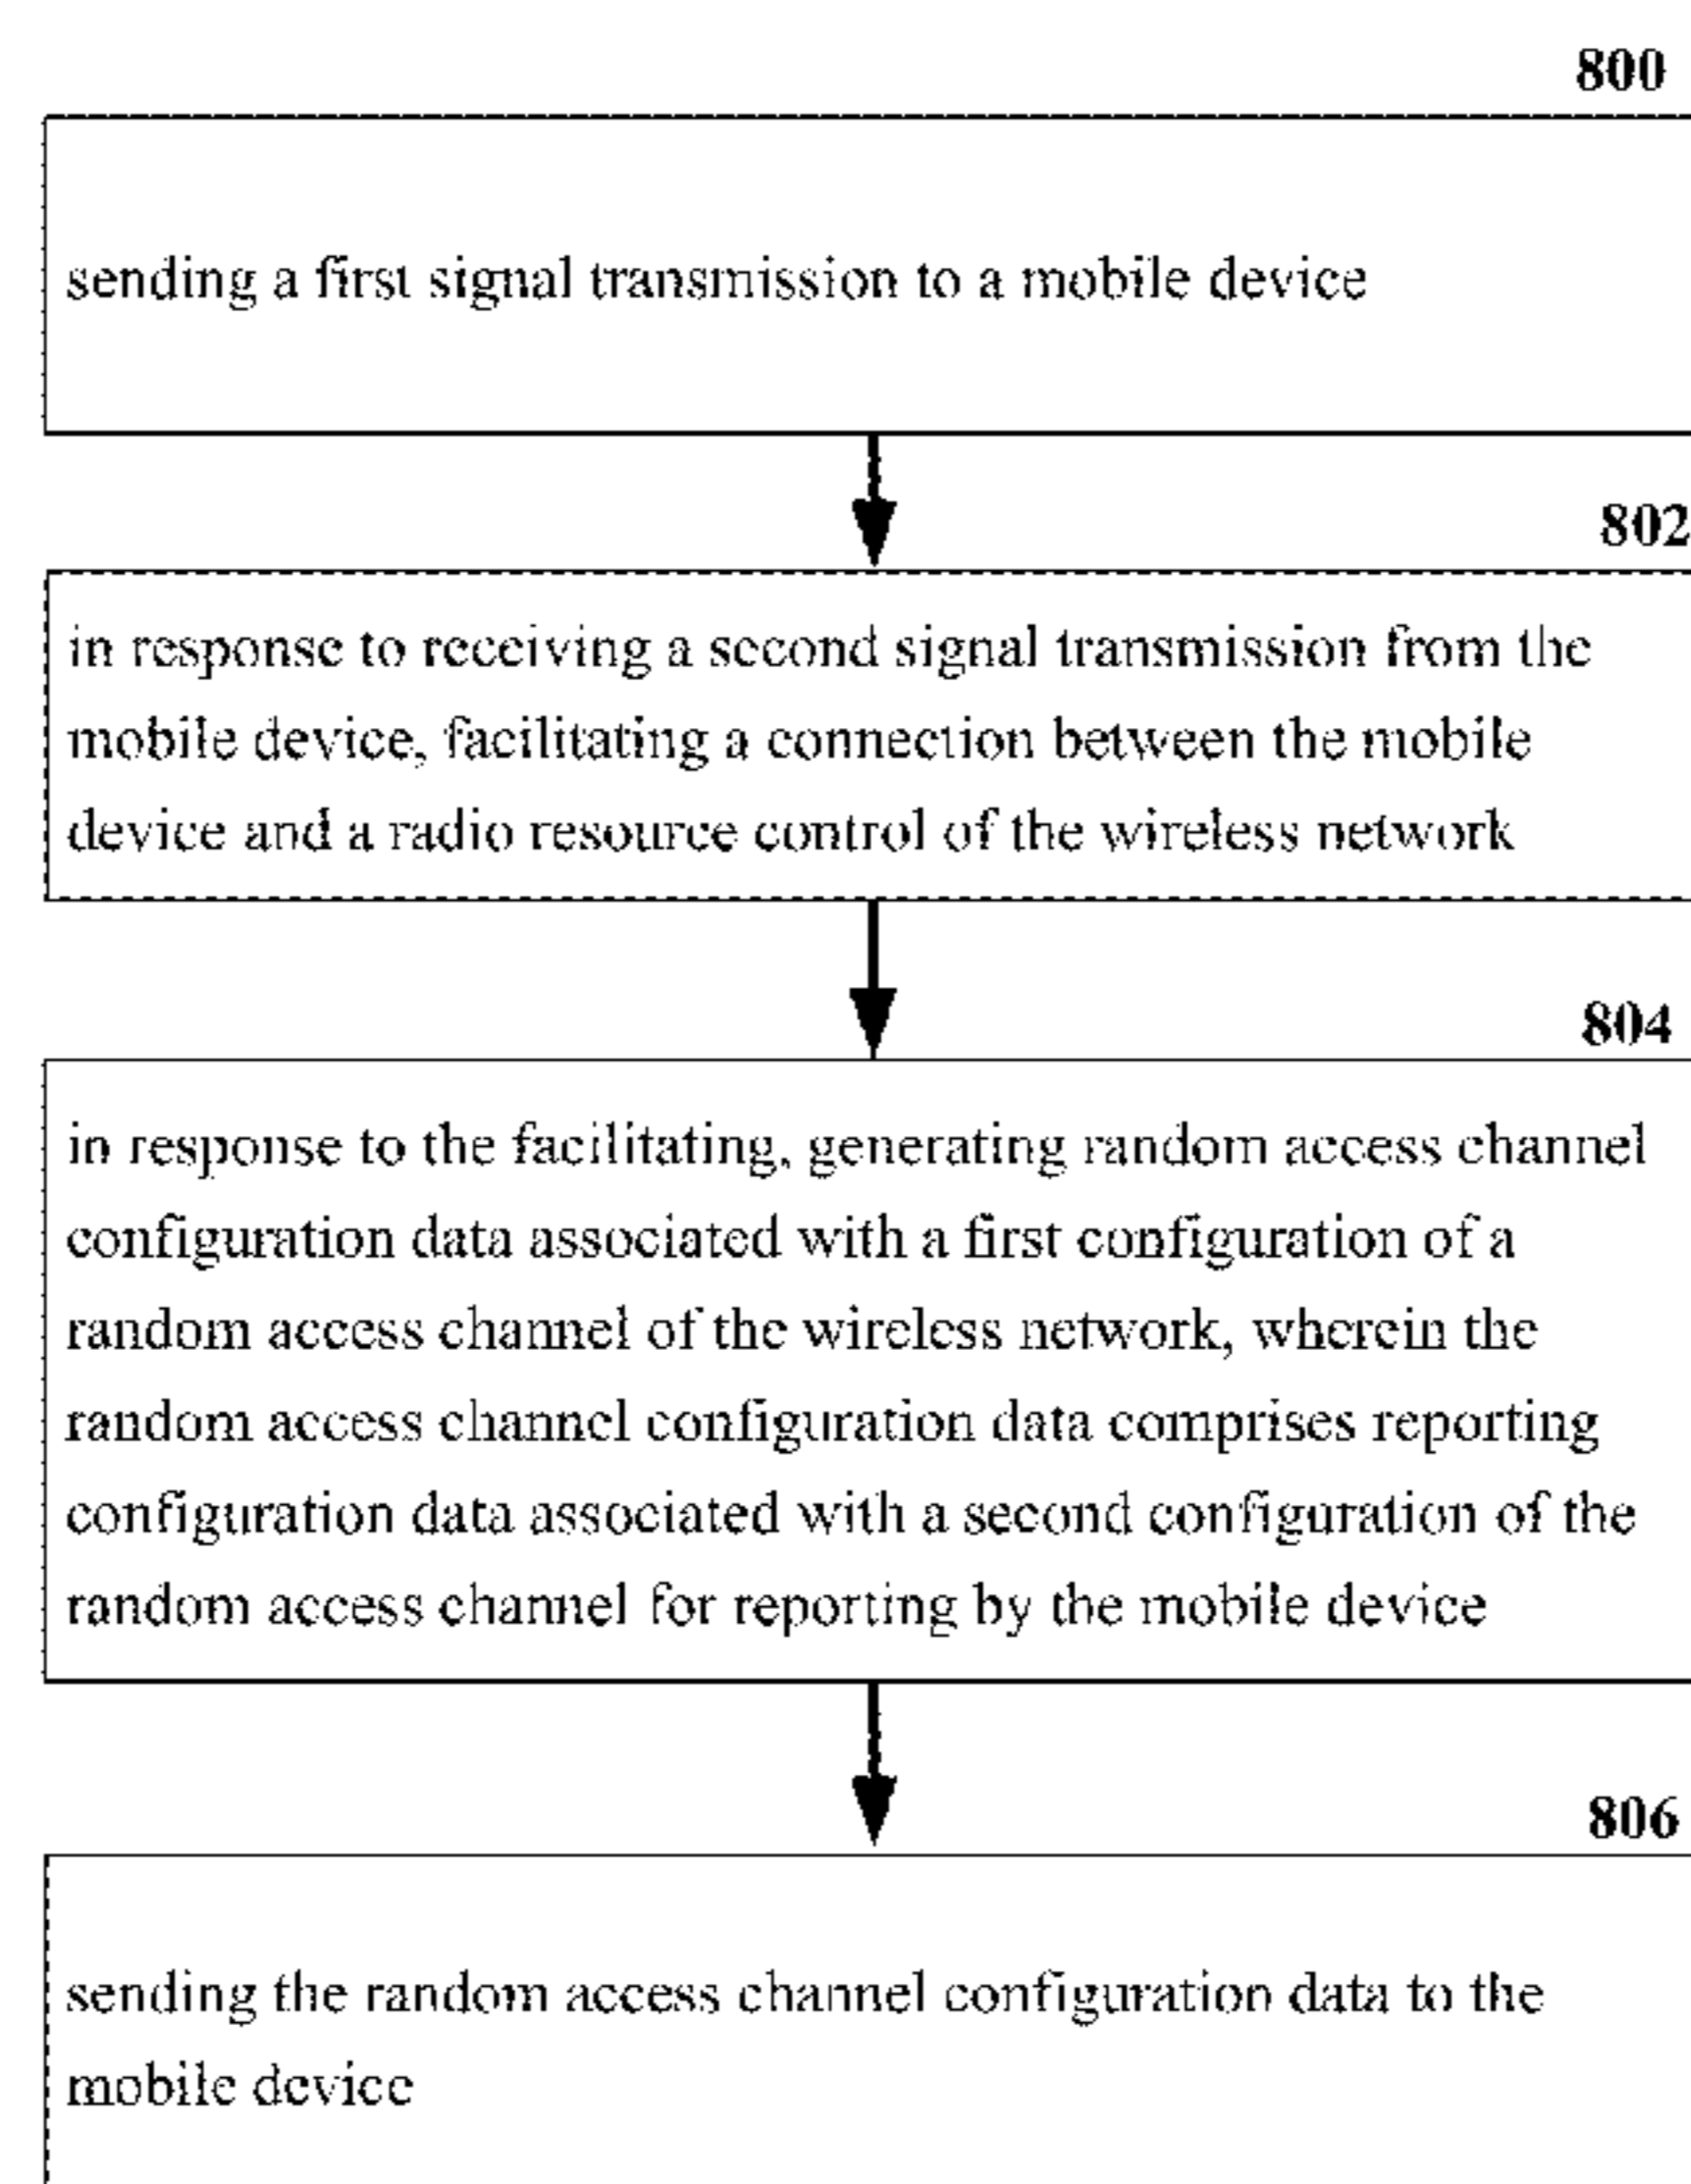 800
sending a first signal transmission to a mobile device
802
in response to receiving a second signal transmission from the
mobile device, facilitating a connection between the mobile
device and a radio resource control of the wireless network
804
in response to the facilitating, generating random access channel
configuration data associated with a first configuration of a
random access channel of the wireless network, wherein the
random access channel configuration data comprises reporting
configuration data associated with a second configuration of the
random access channel for reporting by the mobile device
806
sending the random access channel configuration data to the
mobile device